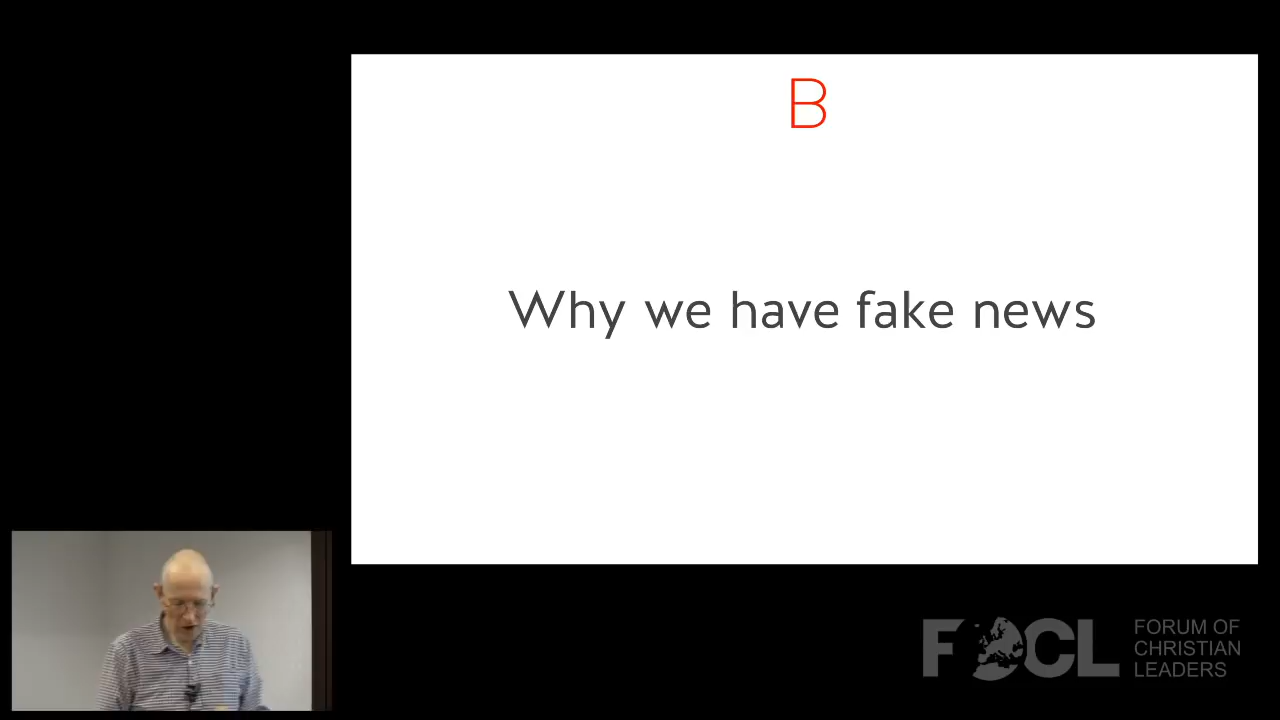 B
Why we have fake news
FOCL
FORUM OF
CHRISTIAN
LEADERS